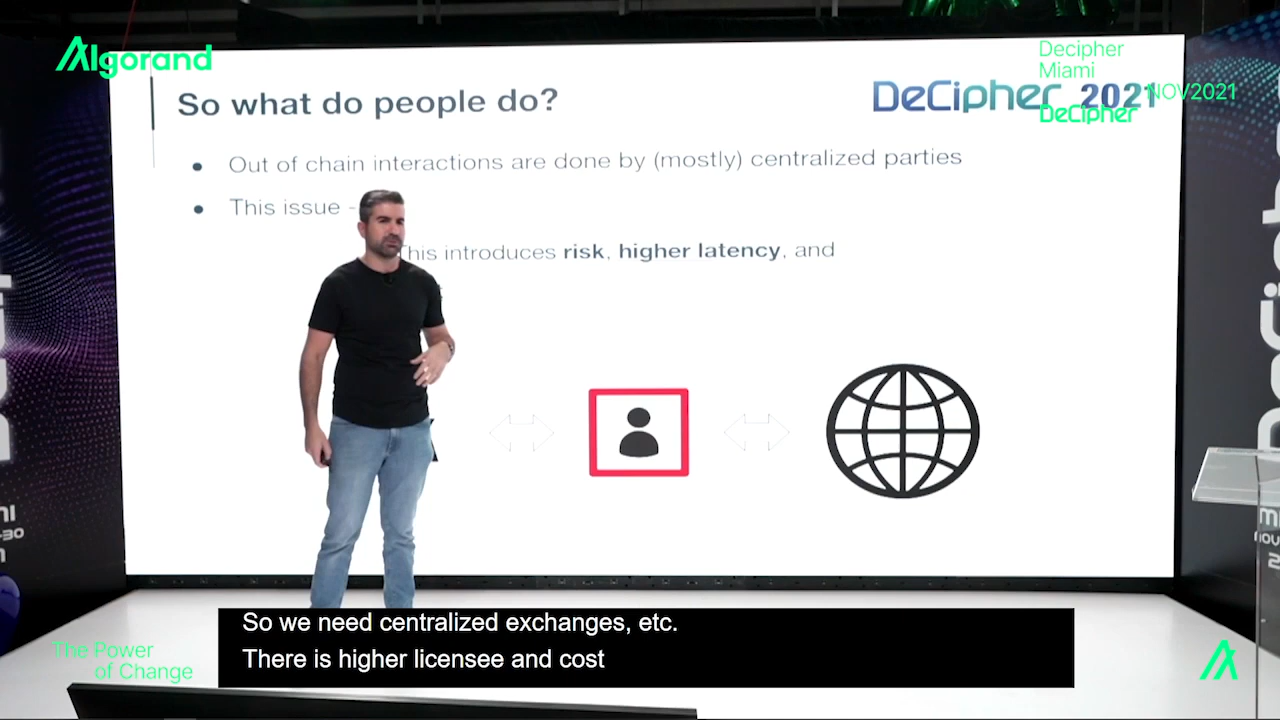 Algorand
Decipher
Miami
NOV2021
DeCipher
So what do people do?
DeCipher 2021
• Out of chain interactions are done by (mostly) centralized parties
• This issue -
This introduces risk, higher latency, and
So we need centralized exchanges, etc.
There is higher licensee and cost
The Power
of Change